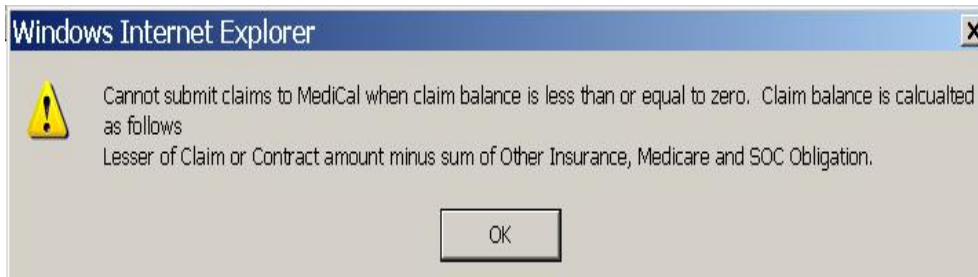 Windows Internet Explorer
Cannot submit claims to MediCal when claim balance is less than or equal to zero.  Claim balance is calcualted
as follows
Lesser of Claim or Contract amount minus sum of Other Insurance, Medicare and SOC Obligation.
OK